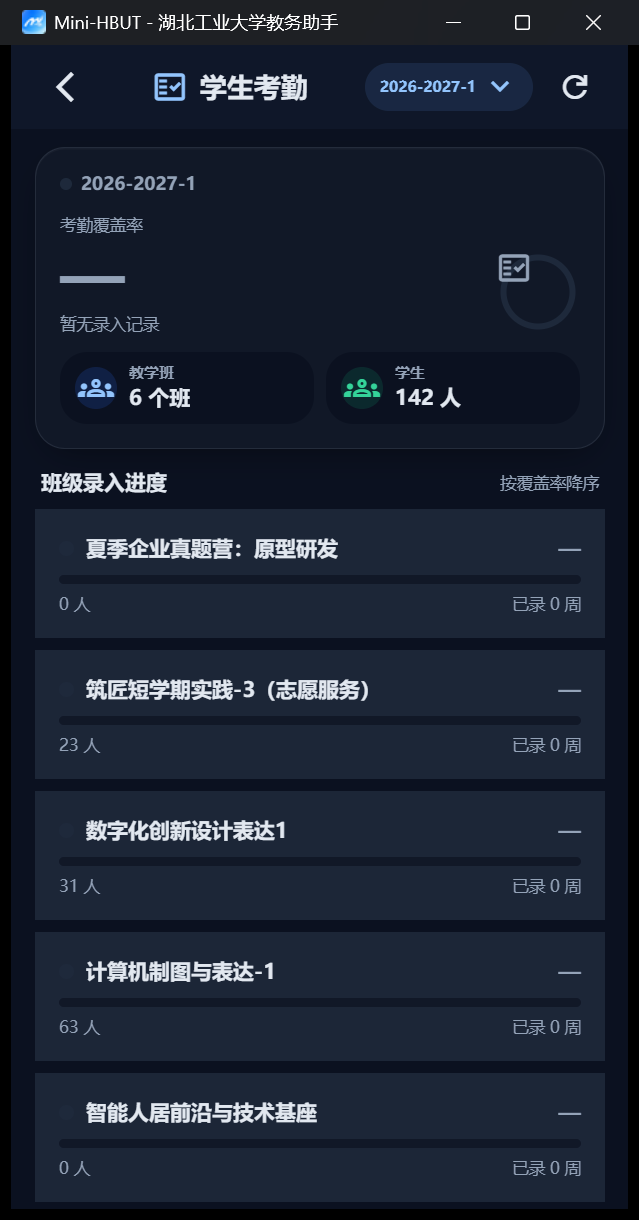 Mini-HBUT - 湖北工业大学教务助手
学生考勤
2026-2027-1
2026-2027-1
考勤覆盖率
—
暂无录入记录
教学班
6 个班
学生
142 人
班级录入进度
按覆盖率降序
夏季企业真题营：原型研发
—
0 人
已录 0 周
筑匠短学期实践-3（志愿服务）
—
23 人
已录 0 周
数字化创新设计表达1
—
31 人
已录 0 周
计算机制图与表达-1
—
63 人
已录 0 周
智能人居前沿与技术基座
—
0 人
已录 0 周